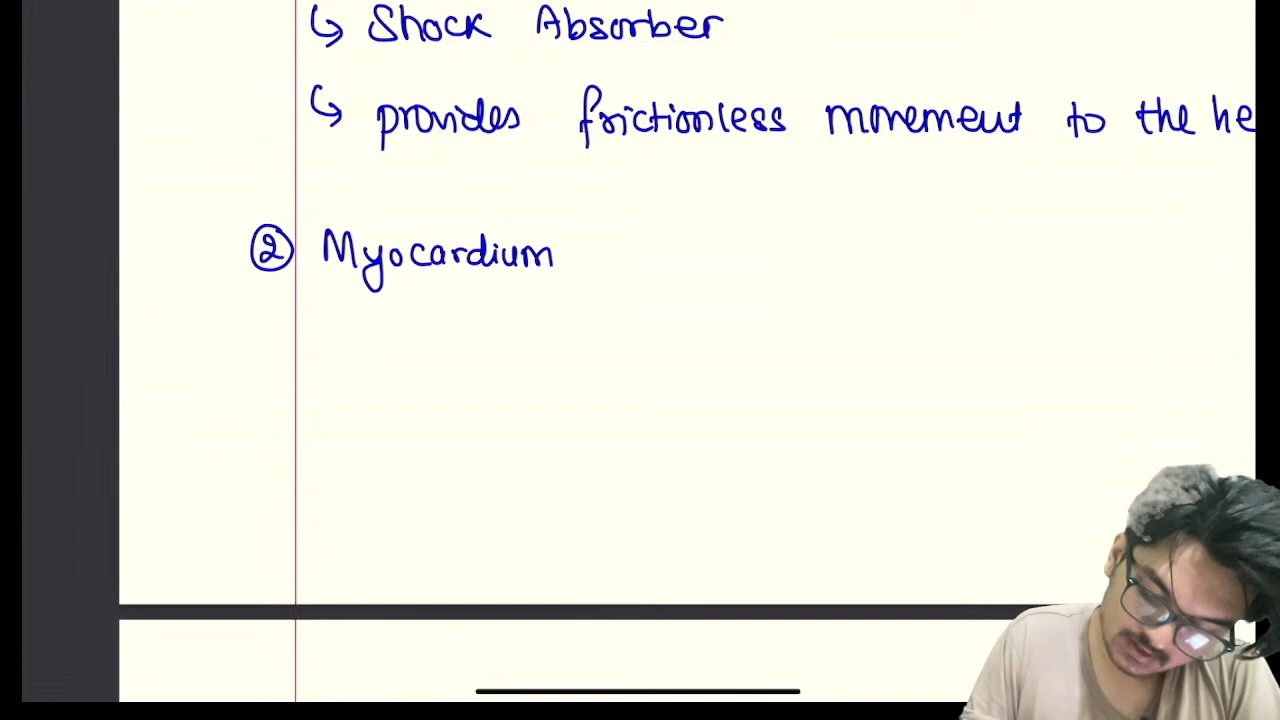 ↳ Shock Absorber
↳ provides frictionless movement to the he
② Myocardium